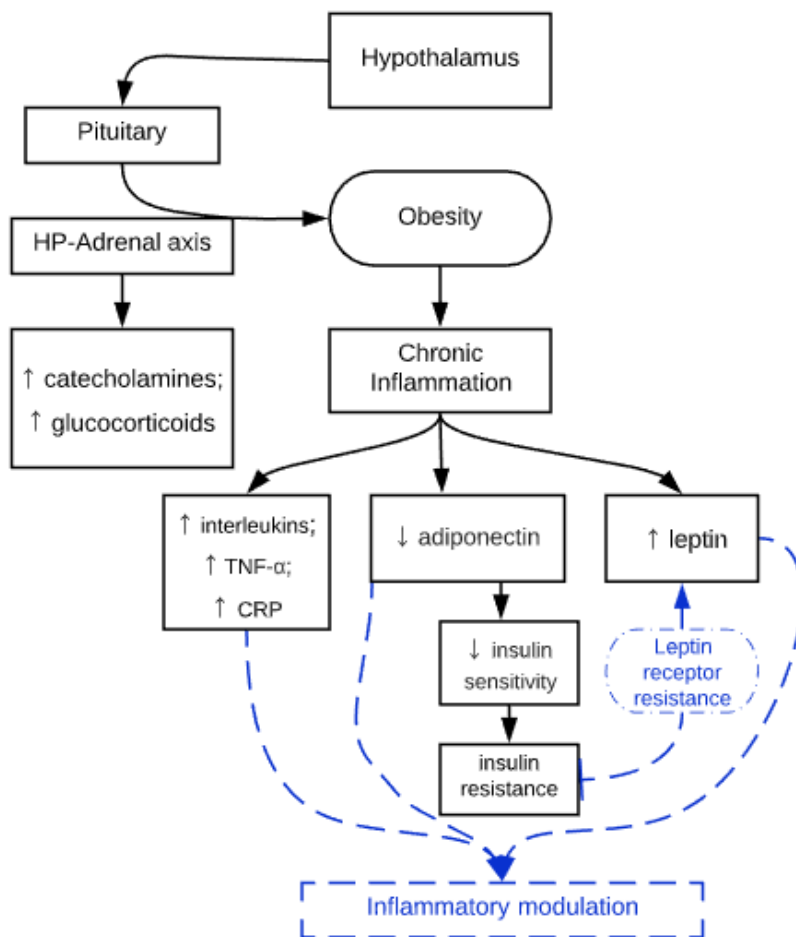 Hypothalamus
Pituitary
Obesity
HP-Adrenal axis
Chronic
Inflammation
↑ catecholamines;
↑ glucocorticoids
↑ interleukins;
↑ TNF-α;
↑ CRP
↓ adiponectin
↑ leptin
↓ insulin
sensitivity
Leptin
receptor
resistance
insulin
resistance
Inflammatory modulation